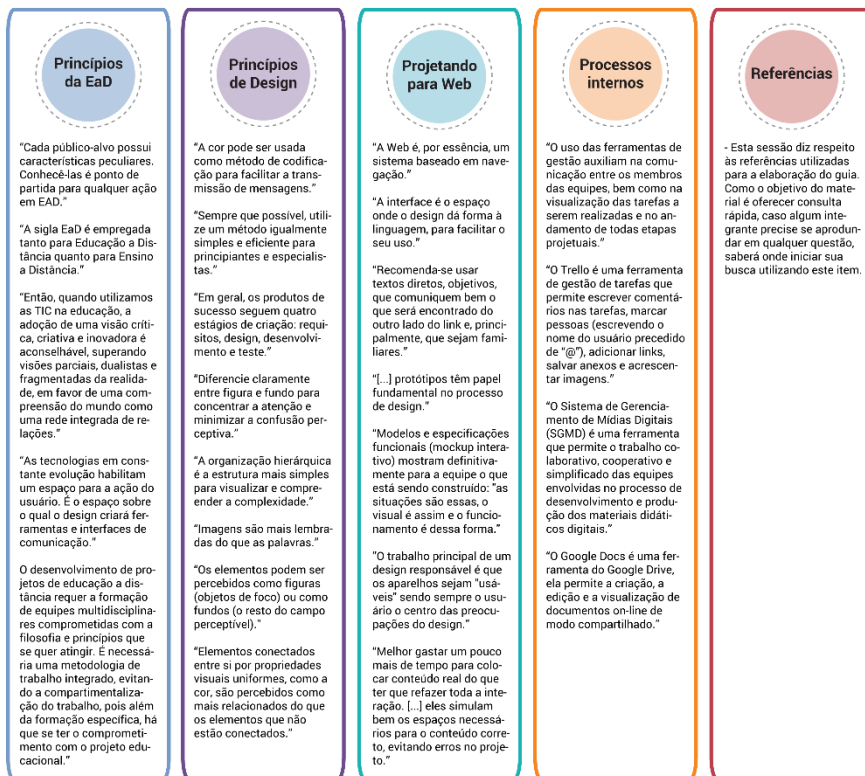 Princípios
da EaD
“Cada público-alvo possui
características peculiares.
Conhecê-las é ponto de
partida para qualquer ação
em EAD.”
“A sigla EaD é empregada
tanto para Educação a Dis-
tância quanto para Ensino
a Distância.”
“Então, quando utilizamos
as TIC na educação, a
adoção de uma visão críti-
ca, criativa e inovadora é
aconselhável, superando
visões parciais, dualistas e
fragmentadas da realida-
de, em favor de uma com-
preensão do mundo como
uma rede integrada de re-
lações."
“As tecnologias em cons-
tante evolução habilitam
um espaço para a ação do
usuário. É o espaço sobre
o qual o design criará fer-
ramentas e interfaces de
comunicação."
O desenvolvimento de pro-
jetos de educação a dis-
tância requer a formação
de equipes multidisciplina-
res comprometidas com a
filosofia e princípios que
se quer atingir. É necessá-
ria uma metodologia de
trabalho integrado, evitan-
do a compartimentaliza-
ção do trabalho, pois além
da formação específica, há
que se ter o comprometi-
mento com o projeto edu-
cacional.”
Princípios
de Design
“A cor pode ser usada
como método de codifica-
ção para facilitar a trans-
missão de mensagens.”
“Sempre que possível, utili-
ze um método igualmente
simples e eficiente para
principiantes e especialis-
tas.”
“Em geral, os produtos de
sucesso seguem quatro
estágios de criação: requi-
sitos, design, desenvolvi-
mento e teste.”
“Diferencie claramente
entre figura e fundo para
concentrar a atenção e
minimizar a confusão per-
ceptiva.”
“A organização hierárquica
é a estrutura mais simples
para visualizar e compre-
ender a complexidade.”
“Imagens são mais lembra-
das do que as palavras.”
“Os elementos podem ser
percebidos como figuras
(objetos de foco) ou como
fundos (o resto do campo
perceptível)."
“Elementos conectados
entre si por propriedades
visuais uniformes, como a
cor, são percebidos como
mais relacionados do que
os elementos que não
estão conectados.”
Projetando
para Web
“A Web é, por essência, um
sistema baseado em nave-
gação.”
“A interface é o espaço
onde o design dá forma à
linguagem, para facilitar o
seu uso.”
“Recomenda-se usar
textos diretos, objetivos,
que comuniquem bem o
que será encontrado do
outro lado do link e, princi-
palmente, que sejam fami-
liares.”
“[...] protótipos têm papel
fundamental no processo
de design."
“Modelos e especificações
funcionais (mockup intera-
tivo) mostram definitiva-
mente para a equipe o que
está sendo construído: "as
situações são essas, o
visual é assim e o funcio-
namento é dessa forma.”
“O trabalho principal de um
design responsável é que
os aparelhos sejam "usá-
veis" sendo sempre o usu-
ário o centro das preocu-
pações do design.”
“Melhor gastar um pouco
mais de tempo para colo-
car conteúdo real do que
ter que refazer toda a inte-
ração. [...] eles simulam
bem os espaços necessá-
rios para o conteúdo corre-
to, evitando erros no proje-
to.”
Processos
internos
“O uso das ferramentas de
gestão auxiliam na comu-
nicação entre os membros
das equipes, bem como na
visualização das tarefas a
serem realizadas e no an-
damento de todas etapas
projetuais.”
“O Trello é uma ferramenta
de gestão de tarefas que
permite escrever comentá-
rios nas tarefas, marcar
pessoas (escrevendo o
nome do usuário precedido
de “@”), adicionar links,
salvar anexos e acrescen-
tar imagens.”
“O Sistema de Gerencia-
mento de Mídias Digitais
(SGMD) é uma ferramenta
que permite o trabalho co-
laborativo, cooperativo e
simplificado das equipes
envolvidas no processo de
desenvolvimento e produ-
ção dos materiais didáti-
cos digitais.”
“O Google Docs é uma fer-
ramenta do Google Drive,
ela permite a criação, a
edição e a visualização de
documentos on-line de
modo compartilhado."
Referências
- Esta sessão diz respeito
às referências utilizadas
para a elaboração do guia.
Como o objetivo do mate-
rial é oferecer consulta
rápida, caso algum inte-
grante precise se aprodun-
dar em qualquer questão,
saberá onde iniciar sua
busca utilizando este item.